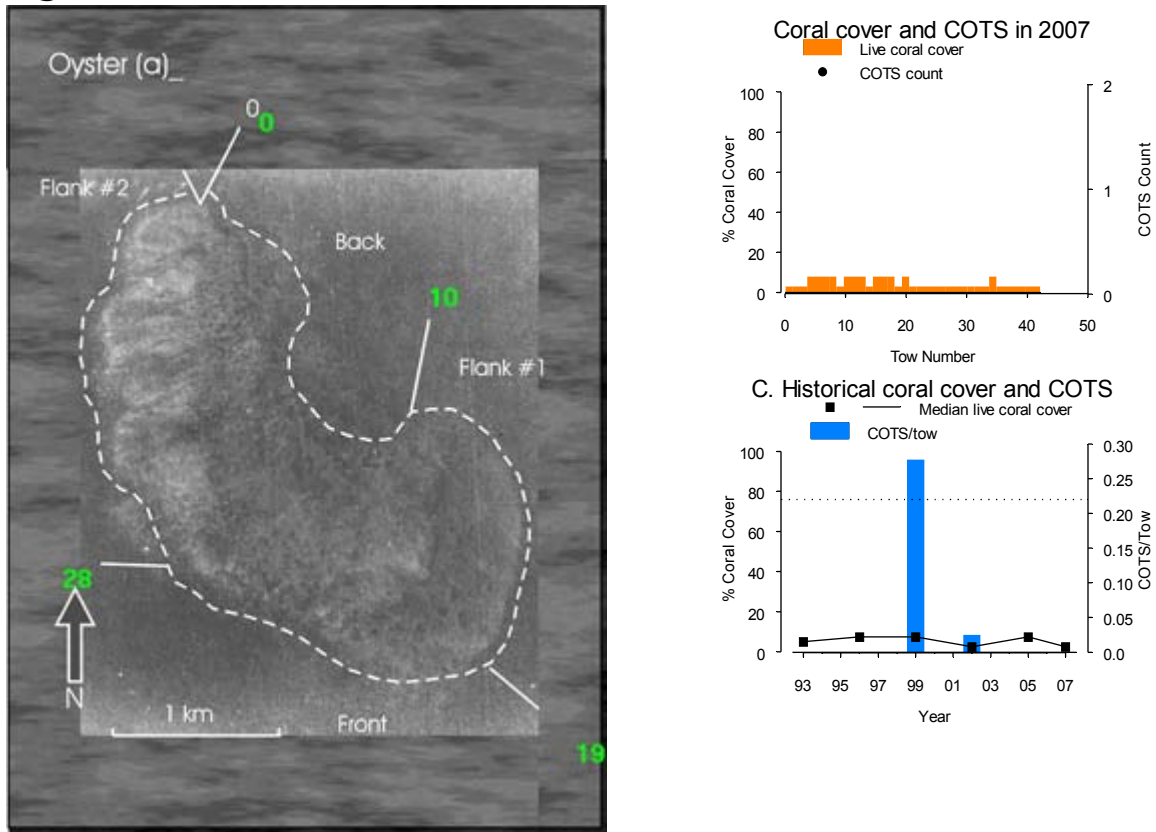 Oyster (a)_
0
0
Flank #2
Back
10
Flank #1
28
N
1 km
Front
19
Coral cover and COTS in 2007
Live coral cover
COTS count
% Coral Cover
100
80
60
40
20
0
2
1
0
COTS Count
0 10 20 30 40 50
Tow Number
C. Historical coral cover and COTS
Median live coral cover
COTS/tow
% Coral Cover
100
80
60
40
20
0
0.30
0.25
0.20
0.15
0.10
0.05
0.0
COTS/Tow
93 95 97 99 01 03 05 07
Year